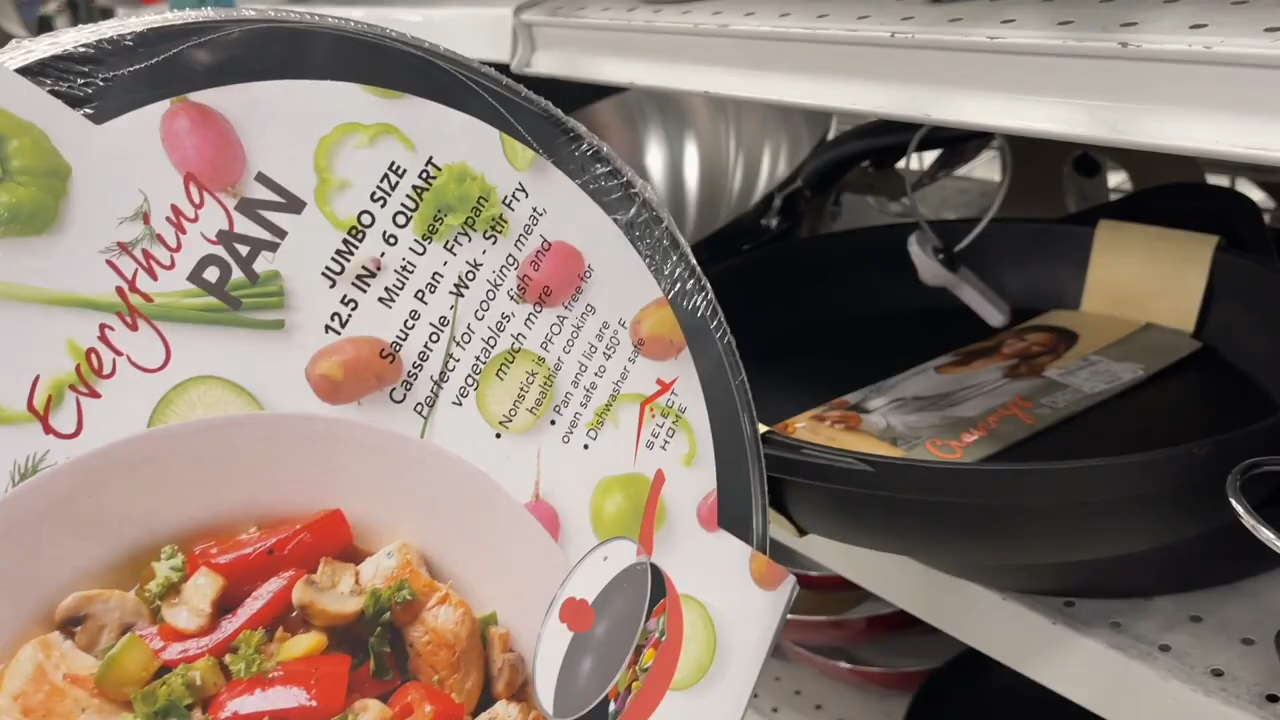 Everything
PAN
JUMBO SIZE
12.5 IN. - 6 QUART
Multi Uses:
Sauce Pan - Frypan
Casserole - Wok - Stir Fry
Perfect for cooking meat,
vegetables, fish and
much more
• Nonstick is PFOA free for
healthier cooking
• Pan and lid are
oven safe to 450° F
• Dishwasher safe
SELECT
HOME
Cravings